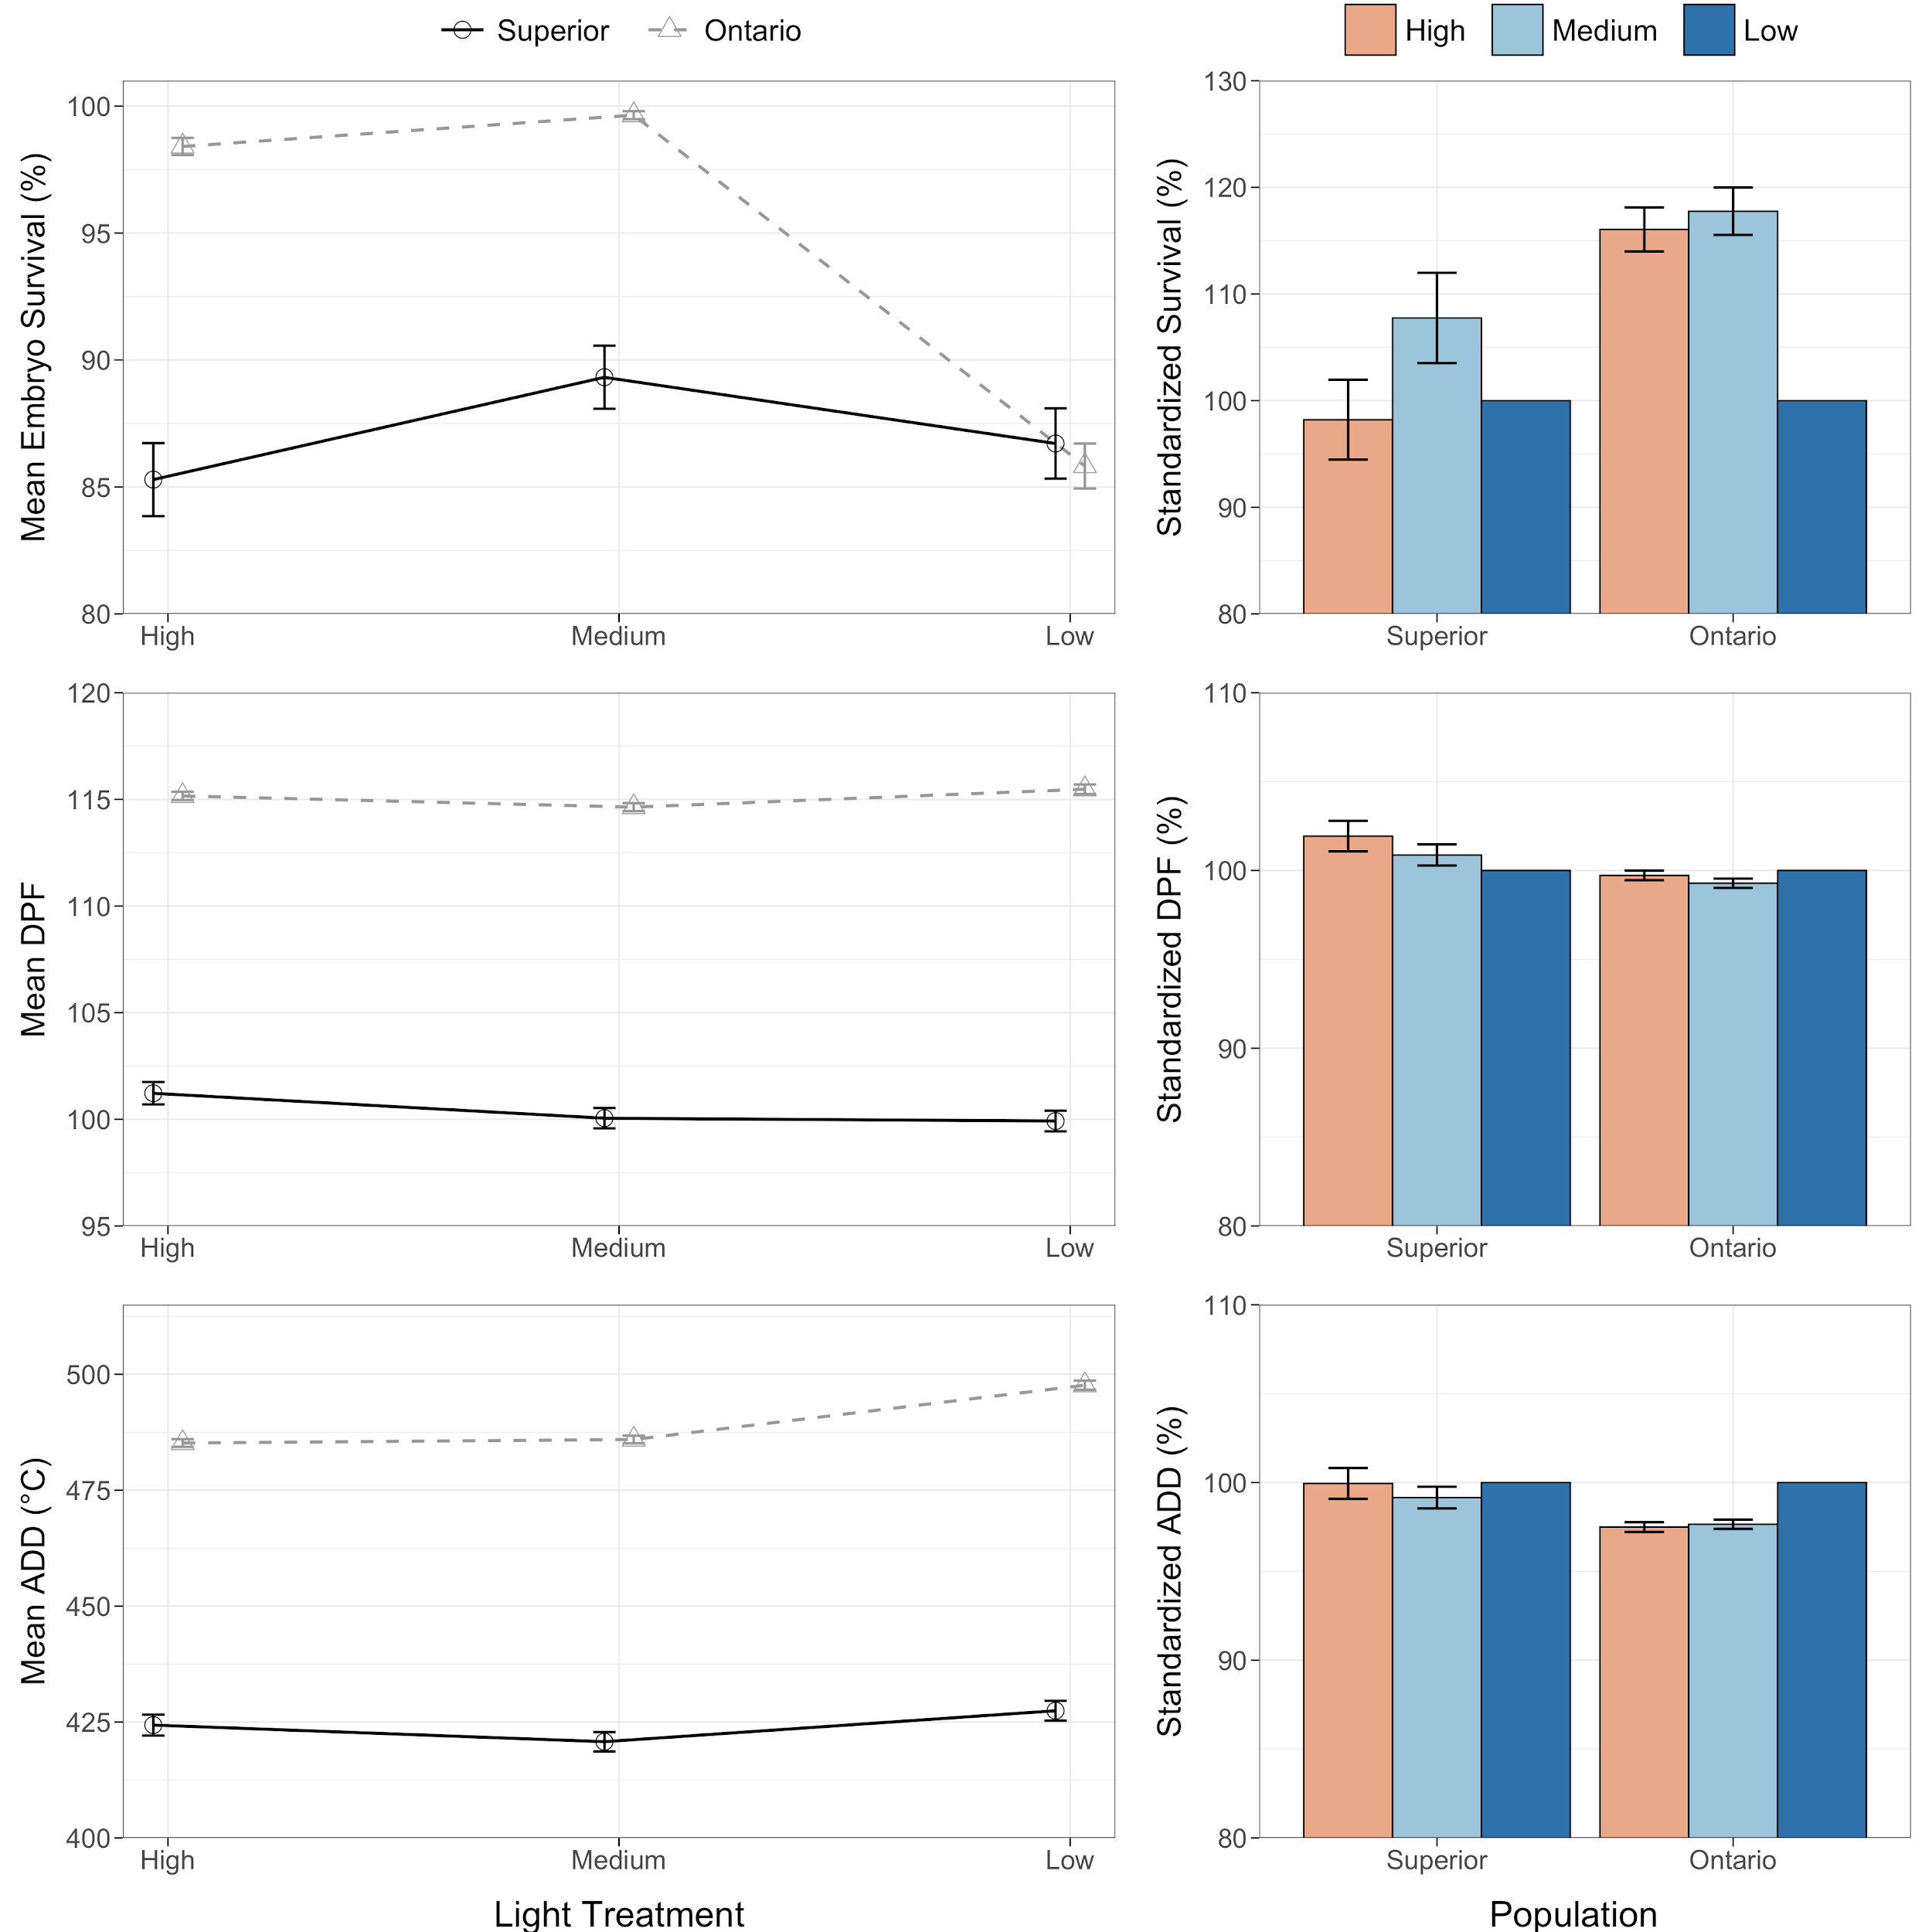 Superior Ontario
High Medium Low
Mean Embryo Survival (%)
100
95
90
85
80
High Medium Low
Standardized Survival (%)
130
120
110
100
90
80
Superior Ontario
Mean DPF
120
115
110
105
100
95
High Medium Low
Standardized DPF (%)
110
100
90
80
Superior Ontario
Mean ADD (°C)
500
475
450
425
400
High Medium Low
Light Treatment
Standardized ADD (%)
110
100
90
80
Superior Ontario
Population